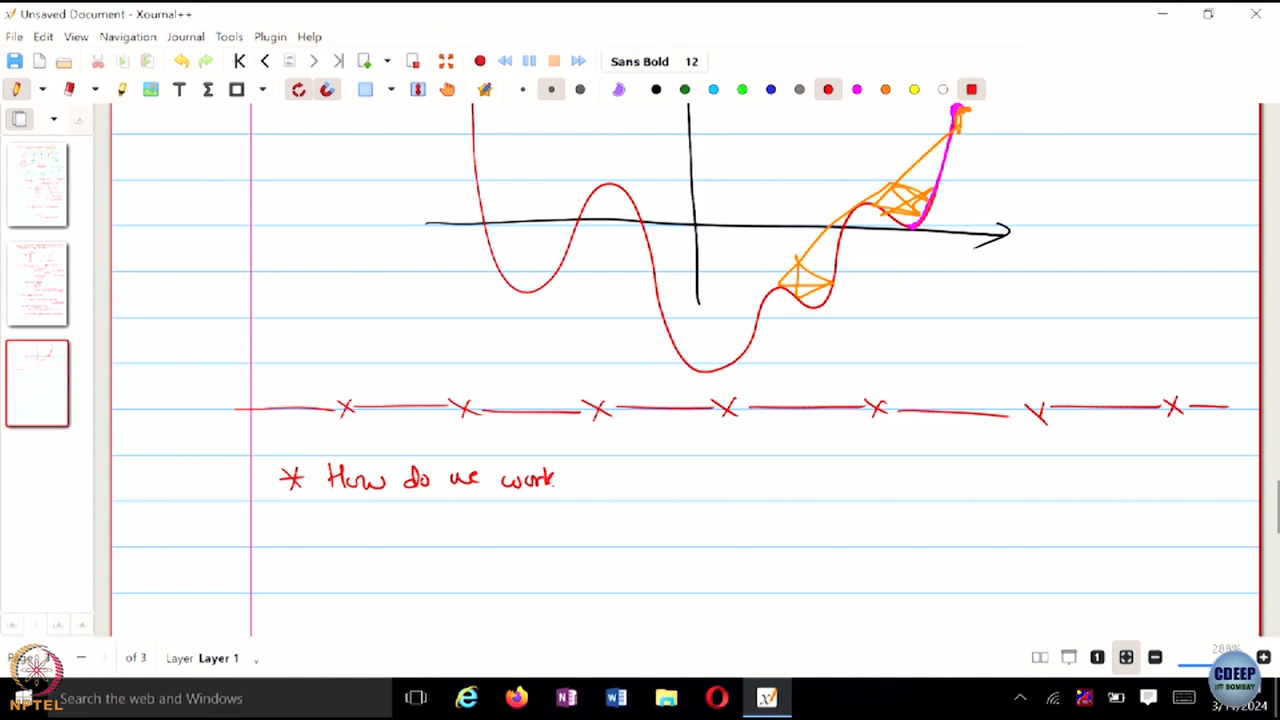 Unsaved Document - Xournal++
File Edit View Navigation Journal Tools Plugin Help
Sans Bold 12
* How do we work
of 3 Layer Layer 1
288%
Search the web and Windows
NPTEL
CDEEP
IIT BOMBAY